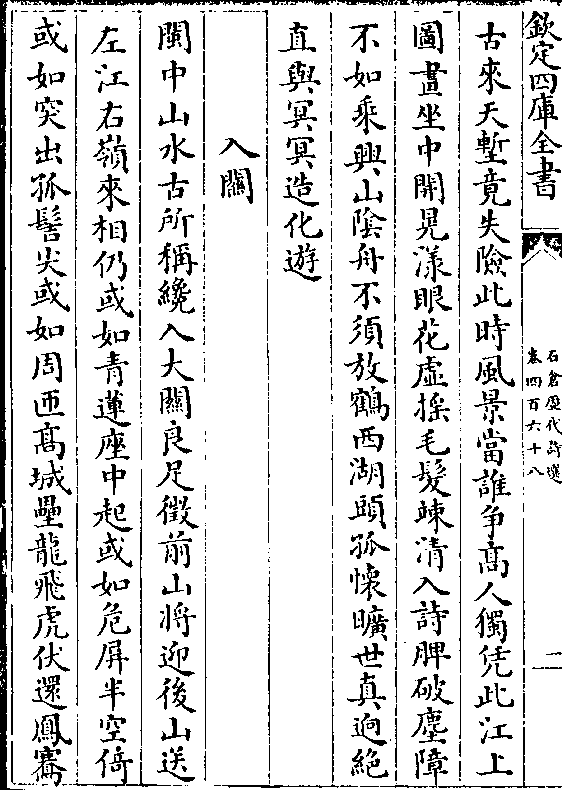 欽定四庫全書
石倉歷代詩選
卷四百六十八
二
古來天塹竟失險此時風景當誰爭高人獨凭此江上
圖畫坐中開晃漾眼花虛搖毛髮竦清入詩脾破塵障
不如乘興山陰舟不須放鶴西湖頭孤懷曠世真逈絕
直與冥冥造化遊
入關
閩中山水古所稱纔入大關良足徵前山將迎後山送
左江右嶺來相仍或如青蓮座中起或如危屏半空倚
或如突出孤髻尖或如周匝髙城壘龍飛虎伏還鳳騫